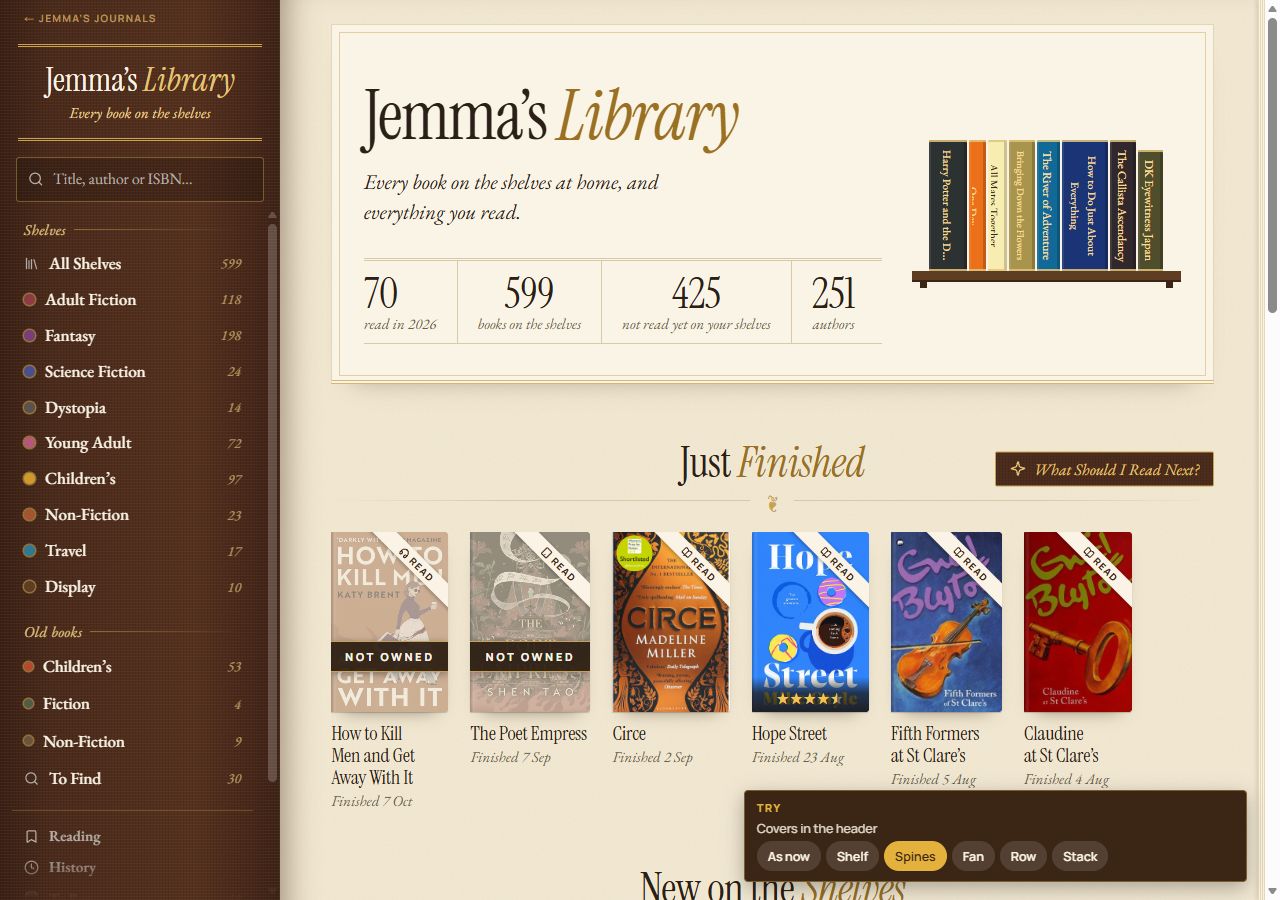 ← JEMMA'S JOURNALS
Jemma's Library
Every book on the shelves
Title, author or ISBN...
Shelves
All Shelves 599
Adult Fiction 118
Fantasy 198
Science Fiction 24
Dystopia 14
Young Adult 72
Children's 97
Non-Fiction 23
Travel 17
Display 10
Old books
Children's 53
Fiction 4
Non-Fiction 9
To Find 30
Reading
History
Jemma's Library
Every book on the shelves at home, and
everything you read.
70
read in 2026
599
books on the shelves
425
not read yet on your shelves
251
authors
Harry Potter and the D...
All Mates Together
Bringing Down the Flowers
The River of Adventure
How to Do Just About
Everything
The Callista Ascendancy
DK Eyewitness Japan
Just Finished
What Should I Read Next?
HOW TO
KILL MEN
KATY BRENT
READ
NOT OWNED
GET AWAY
WITH IT
READ
THE
NOT OWNED
SHEN TAO
Shortlisted
THE INTERNATIONAL
NO. 1 BESTSELLER
READ
CIRCE
MADELINE
MILLER
Hope
READ
Street
READ
Fifth Formers
at St Clare's
READ
Claudine
at St Clare's
How to Kill
Men and Get
Away With It
Finished 7 Oct
The Poet Empress
Finished 7 Sep
Circe
Finished 2 Sep
Hope Street
Finished 23 Aug
Fifth Formers
at St Clare's
Finished 5 Aug
Claudine
at St Clare's
Finished 4 Aug
New on the Shelves
TRY
Covers in the header
As now
Shelf
Spines
Fan
Row
Stack